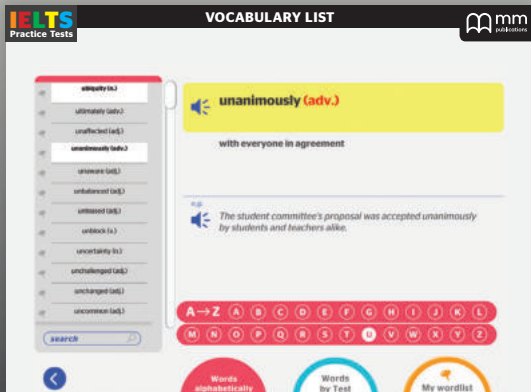 IELTS
Practice Tests
VOCABULARY LIST
mm
publications
ubiquity (n.)
ultimately (adv.)
unaffected (adj.)
unanimously (adv.)
unaware (adj.)
unbalanced (adj.)
unbiased (adj.)
unblock (v.)
uncertainty (n.)
unchallenged (adj.)
unchanged (adj.)
uncommon (adj.)
search
unanimously (adv.)
with everyone in agreement
e.g.
The student committee's proposal was accepted unanimously
by students and teachers alike.
A→Z A B C D E F G H I J K L
M N O P Q R S T U V W X Y Z
Words
alphabetically
Words
by Test
My wordlist